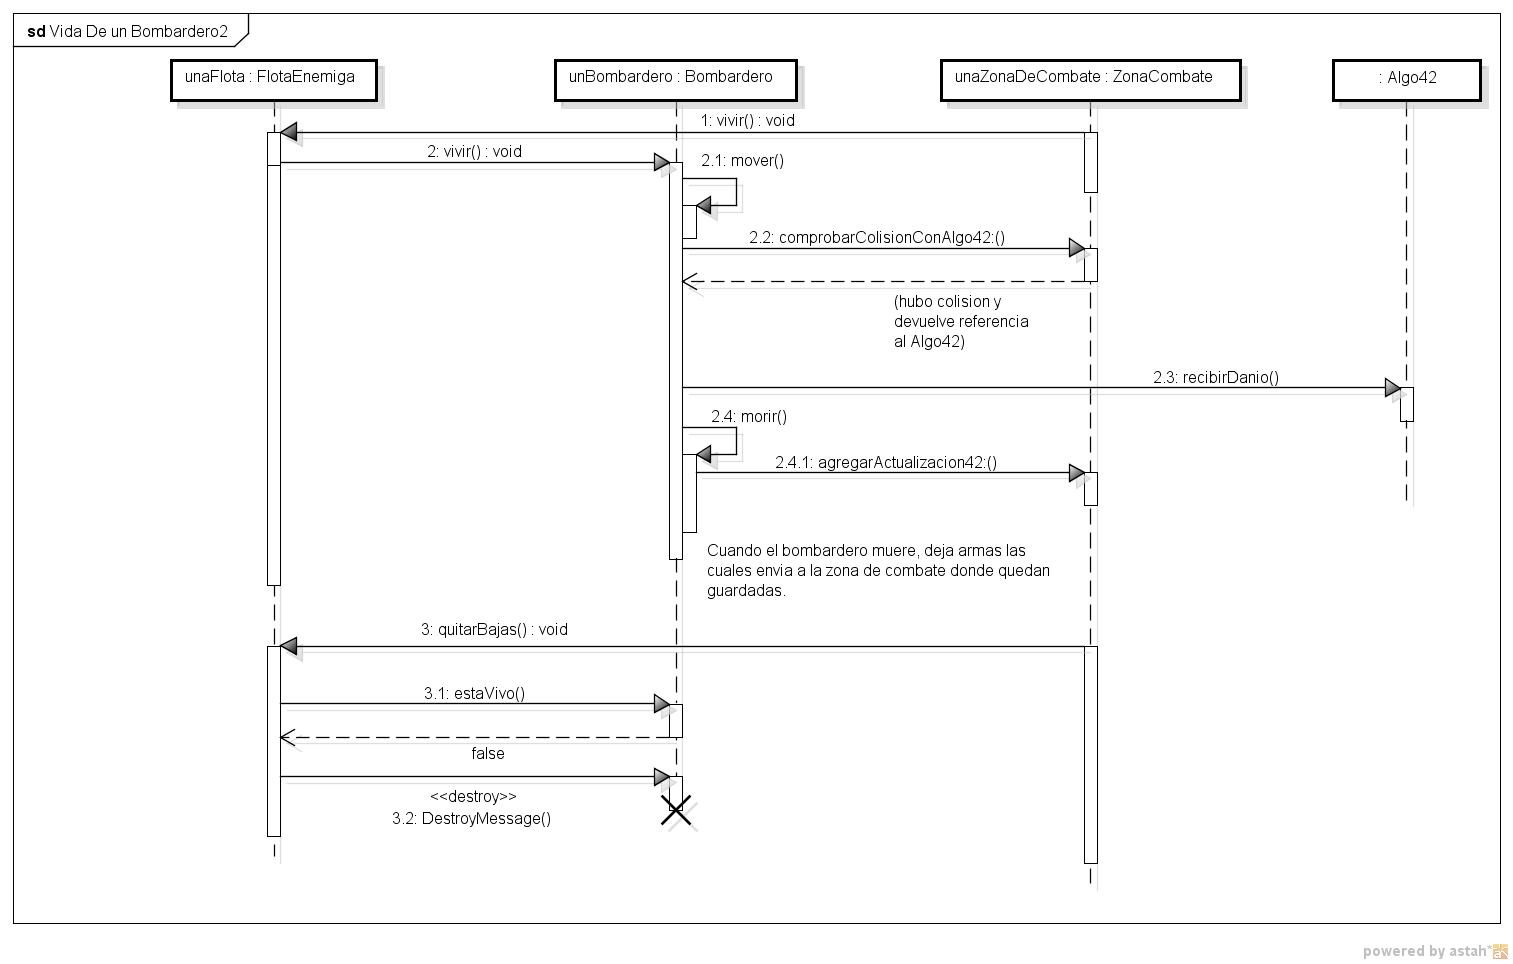 sd Vida De un Bombardero2
unaFlota : FlotaEnemiga
unBombardero : Bombardero
unaZonaDeCombate : ZonaCombate
: Algo42
1: vivir() : void
2: vivir() : void
2.1: mover()
2.2: comprobarColisionConAlgo42:()
(hubo colision y
devuelve referencia
al Algo42)
2.3: recibirDanio()
2.4: morir()
2.4.1: agregarActualizacion42:()
Cuando el bombardero muere, deja armas las
cuales envia a la zona de combate donde quedan
guardadas.
3: quitarBajas() : void
3.1: estaVivo()
false
<<destroy>>
3.2: DestroyMessage()
powered by astah*